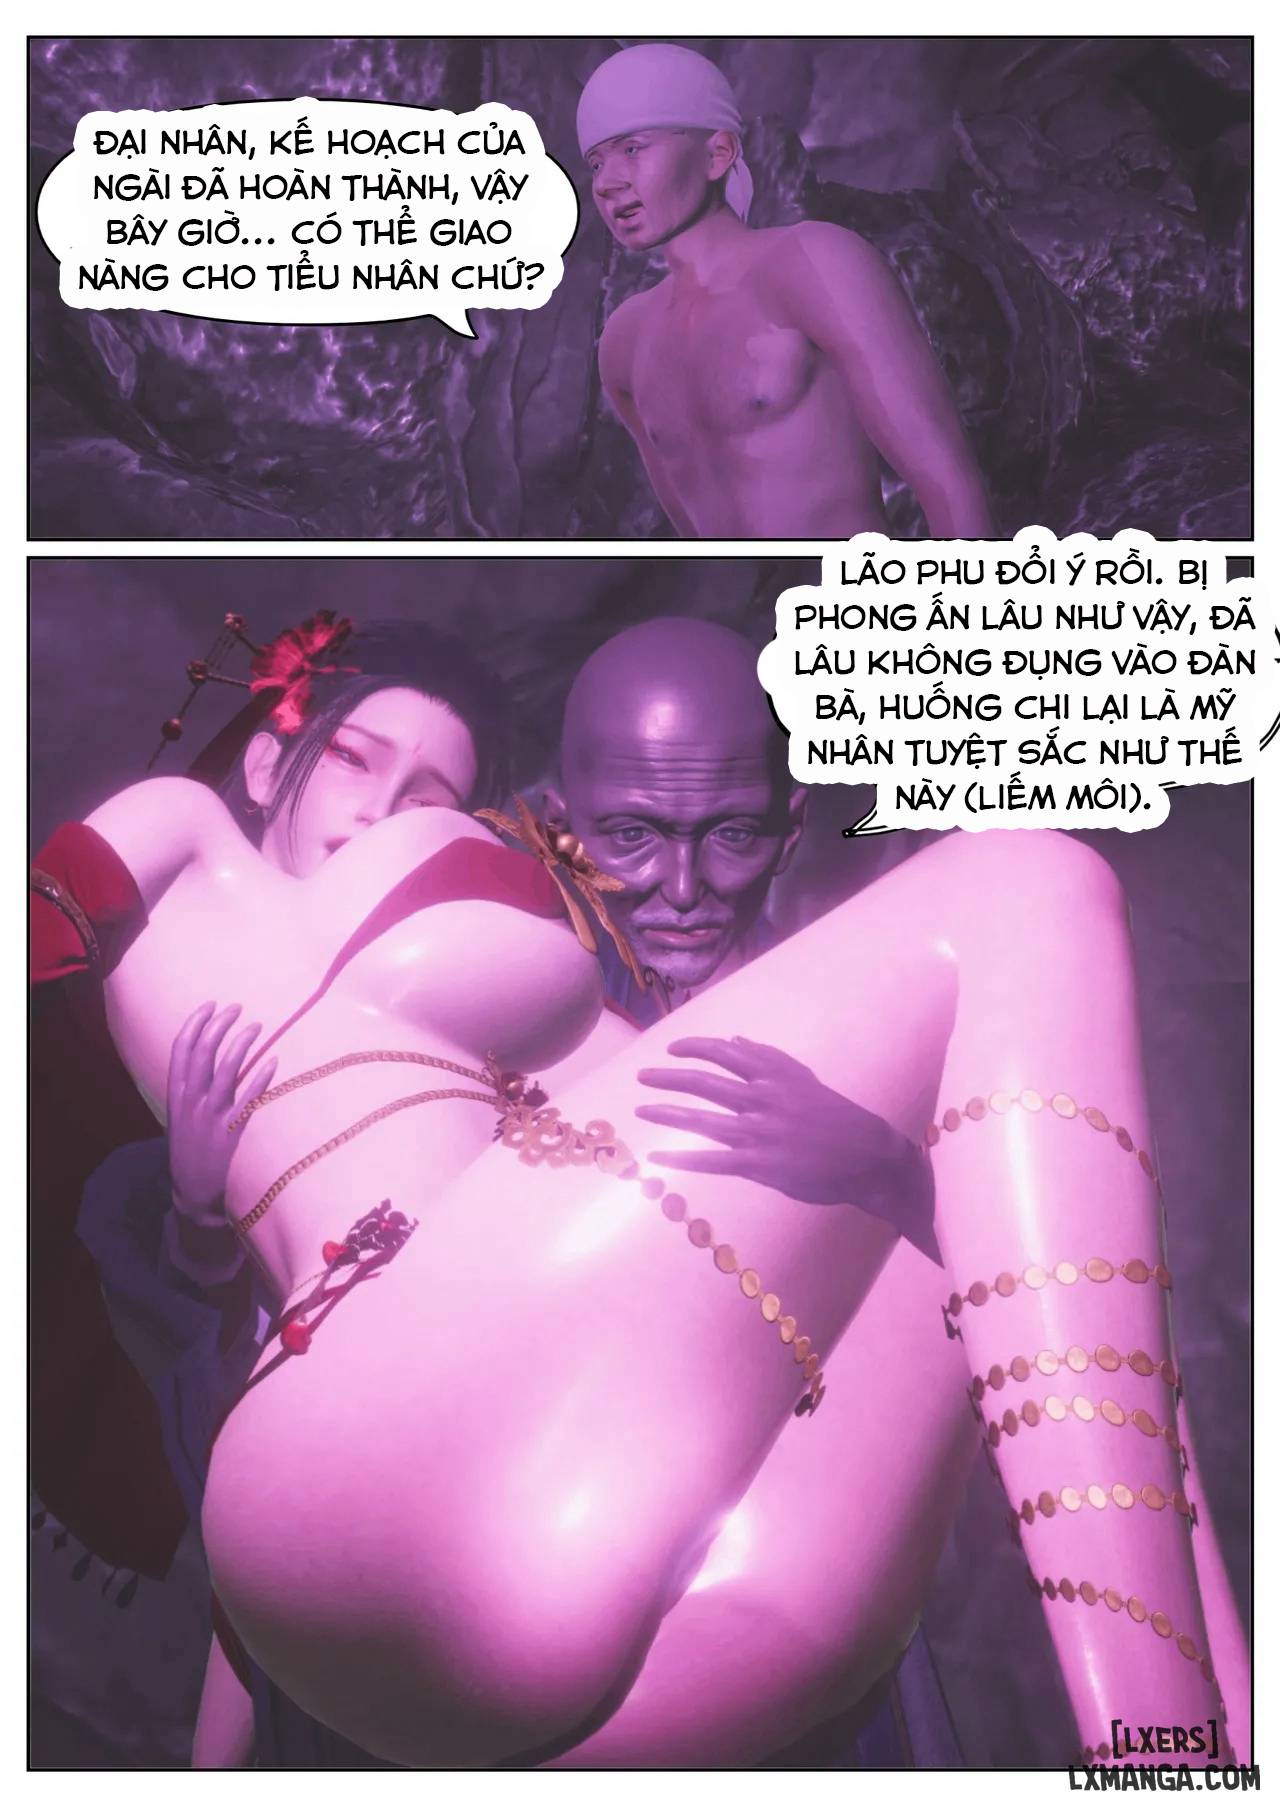 ĐẠI NHÂN, KẾ HOẠCH CỦA
NGÀI ĐÃ HOÀN THÀNH, VẬY
BÂY GIỜ... CÓ THỂ GIAO
NÀNG CHO TIỂU NHÂN CHỨ?
LÃO PHU ĐỔI Ý RỒI. BỊ
PHONG ẤN LÂU NHƯ VẬY, ĐÃ
LÂU KHÔNG ĐỤNG VÀO ĐÀN
BÀ, HUỐNG CHI LẠI LÀ MỸ
NHÂN TUYỆT SẮC NHƯ THẾ
NÀY (LIẾM MÔI).
[LXERS]
LXMANGA.COM